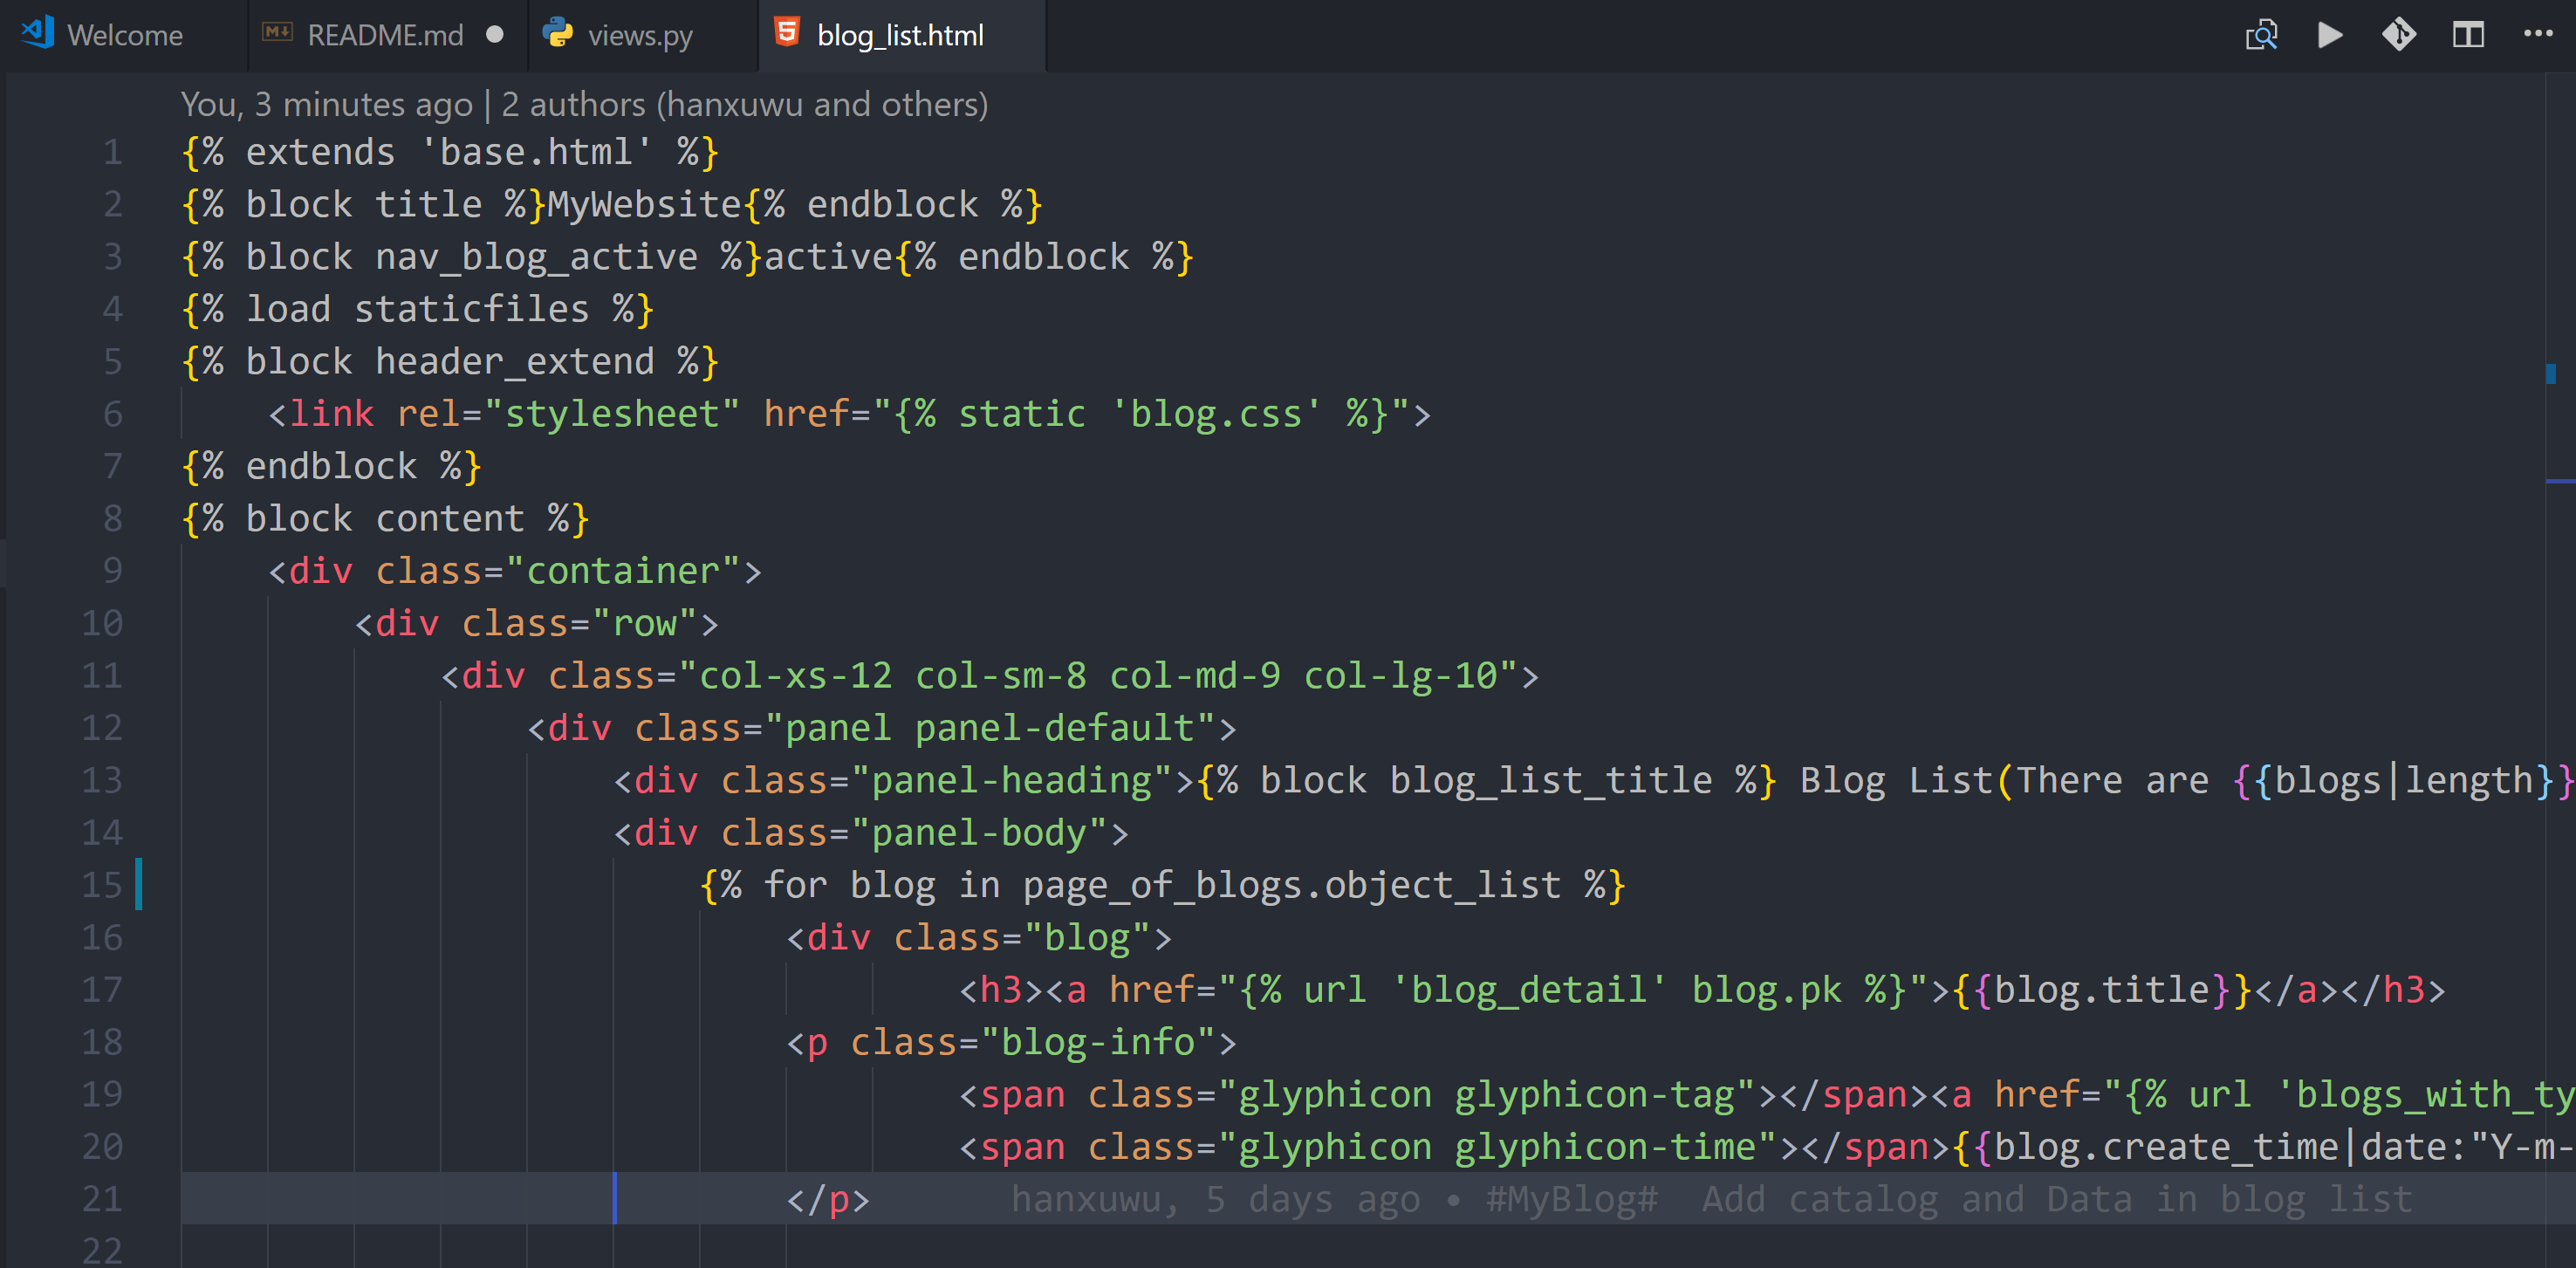 Welcome README.md views.py blog_list.html
You, 3 minutes ago | 2 authors (hanxuwu and others)
1 {% extends 'base.html' %}
2 {% block title %}MyWebsite{% endblock %}
3 {% block nav_blog_active %}active{% endblock %}
4 {% load staticfiles %}
5 {% block header_extend %}
6 <link rel="stylesheet" href="{% static 'blog.css' %}">
7 {% endblock %}
8 {% block content %}
9 <div class="container">
10 <div class="row">
11 <div class="col-xs-12 col-sm-8 col-md-9 col-lg-10">
12 <div class="panel panel-default">
13 <div class="panel-heading">{% block blog_list_title %} Blog List(There are {{blogs|length}}
14 <div class="panel-body">
15 {% for blog in page_of_blogs.object_list %}
16 <div class="blog">
17 <h3><a href="{% url 'blog_detail' blog.pk %}">{{blog.title}}</a></h3>
18 <p class="blog-info">
19 <span class="glyphicon glyphicon-tag"></span><a href="{% url 'blogs_with_ty
20 <span class="glyphicon glyphicon-time"></span>{{blog.create_time|date:"Y-m-
21 </p> hanxuwu, 5 days ago • #MyBlog# Add catalog and Data in blog list
22